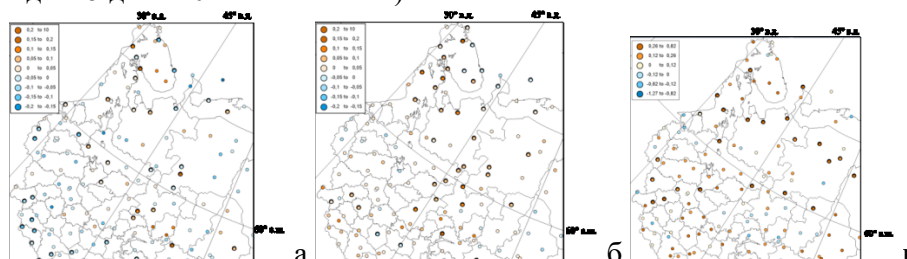 30° в.д. 45° в.д. 30° в.д. 45° в.д. 30° в.д. 45° в.д.
0,2 to 10
0,15 to 0,2
0,1 to 0,15
0,05 to 0,1
0 to 0,05
-0,05 to 0
-0,1 to -0,05
-0,15 to -0,1
-0,2 to -0,15
0,2 to 10
0,15 to 0,2
0,1 to 0,15
0,05 to 0,1
0 to 0,05
-0,05 to 0
-0,1 to -0,05
-0,15 to -0,1
-0,2 to -0,15
0,26 to 0,62
0,12 to 0,26
0 to 0,12
-0,12 to 0
-0,62 to -0,12
-1,27 to -0,62
60° в.ш. 60° в.ш. 60° в.ш.
а б